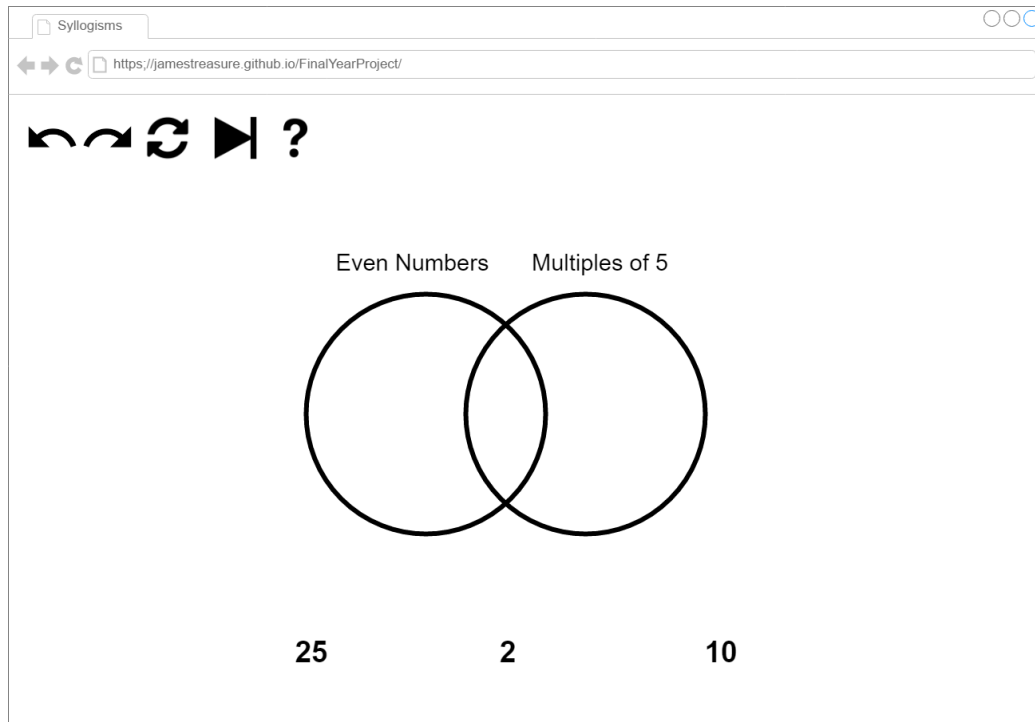 Syllogisms
https;//jamestreasure.github.io/FinalYearProject/
?
Even Numbers Multiples of 5
25 2 10